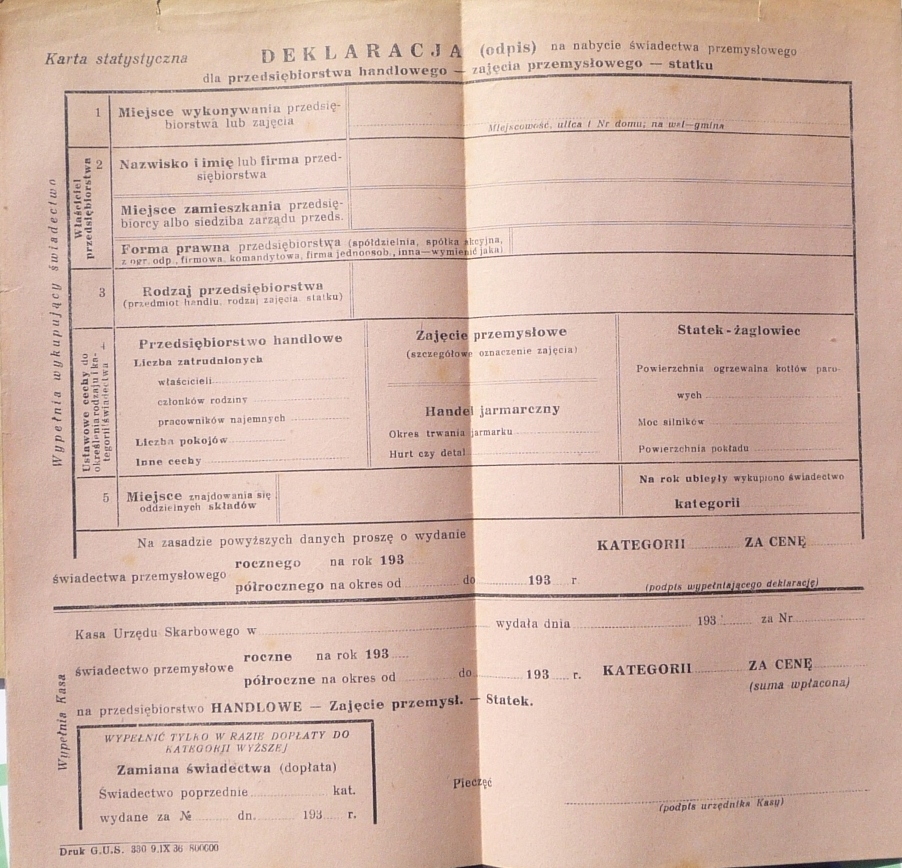 Karta statystyczna
DEKLARACJA (odpis) na nabycie świadectwa przemysłowego
dla przedsiębiorstwa handlowego — zajęcia przemysłowego — statku
Wypełnia wykupujący świadectwo
1
Miejsce wykonywania przedsię-
biorstwa lub zajęcia
Miejscowość, ulica i Nr domu, na wsi—gmina
Właściciel
przedsiębiorstwa
2
Nazwisko i imię lub firma przed-
siębiorstwa
Miejsce zamieszkania przedsię-
biorcy albo siedziba zarządu przeds.
Forma prawna przedsiębiorstwa (spółdzielnia, spółka akcyjna,
z ogr. odp., firmowa, komandytowa, firma jednoosob., inna—wymienić jaka)
3
Rodzaj przedsiębiorstwa
(przedmiot handlu, rodzaj zajęcia, statku)
Ustawowe cechy do
określenia rodzaju i ka-
tegorji świadectwa
4
Przedsiębiorstwo handlowe
Liczba zatrudnionych
właścicieli
członków rodziny
pracowników najemnych
Liczba pokojów
Inne cechy
Zajęcie przemysłowe
(szczegółowe oznaczenie zajęcia)
Handel jarmarczny
Okres trwania jarmarku
Hurt czy detal
Statek-żaglowiec
Powierzchnia ogrzewalna kotłów paro-
wych
Moc silników
Powierzchnia pokładu
5
Miejsce znajdowania się
oddzielnych składów
Na rok ubiegły wykupiono świadectwo
kategorii
Na zasadzie powyższych danych proszę o wydanie
świadectwa przemysłowego
rocznego na rok 193
półrocznego na okres od do 193 r
KATEGORII ZA CENĘ
(podpis wypełniającego deklarację)
Wypełnia Kasa
Kasa Urzędu Skarbowego w wydała dnia 193 za Nr
świadectwo przemysłowe
roczne na rok 193
półroczne na okres od do 193 r.
KATEGORII ZA CENĘ
(suma wpłacona)
na przedsiębiorstwo HANDLOWE — Zajęcie przemysł. — Statek.
WYPEŁNIĆ TYLKO W RAZIE DOPŁATY DO
KATEGORJI WYŻSZEJ
Zamiana świadectwa (dopłata)
Świadectwo poprzednie kat.
wydane za № dn. 193 r.
Pieczęć
(podpis urzędnika Kasy)
Druk G.U.S. 330 9.IX 36 800000